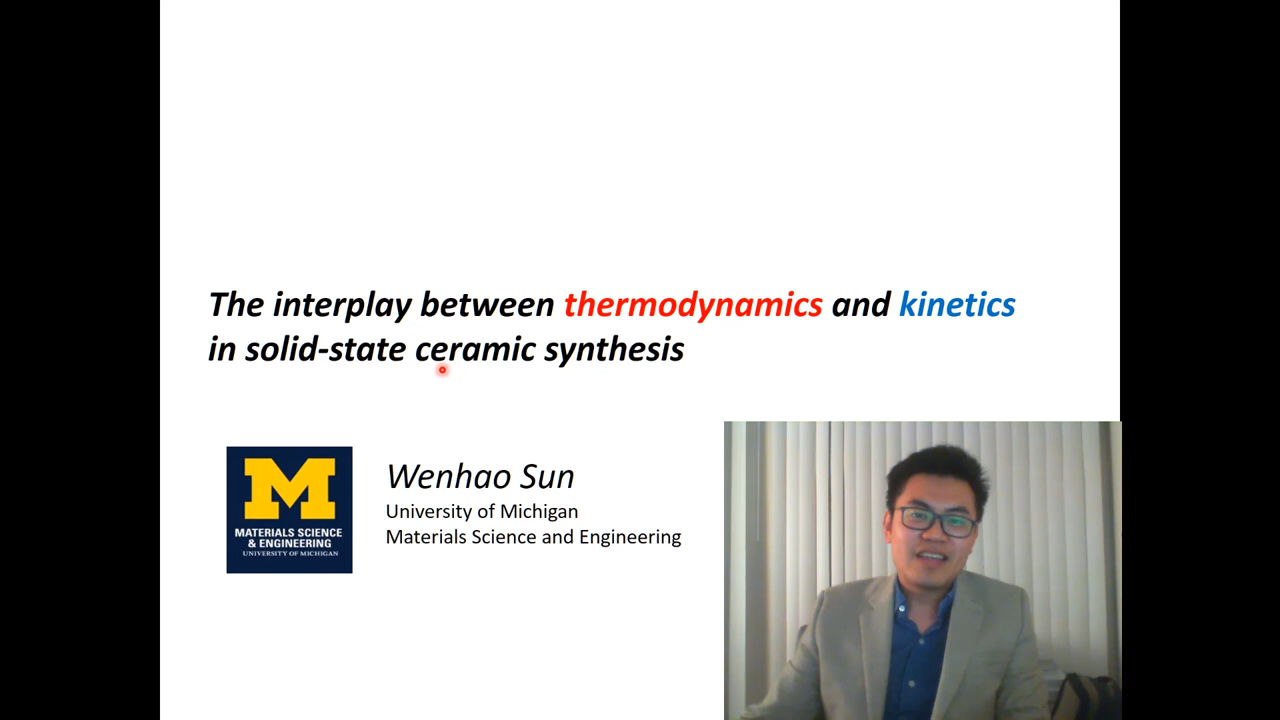 The interplay between thermodynamics and kinetics
in solid-state ceramic synthesis
M
MATERIALS SCIENCE
& ENGINEERING
UNIVERSITY OF MICHIGAN
Wenhao Sun
University of Michigan
Materials Science and Engineering